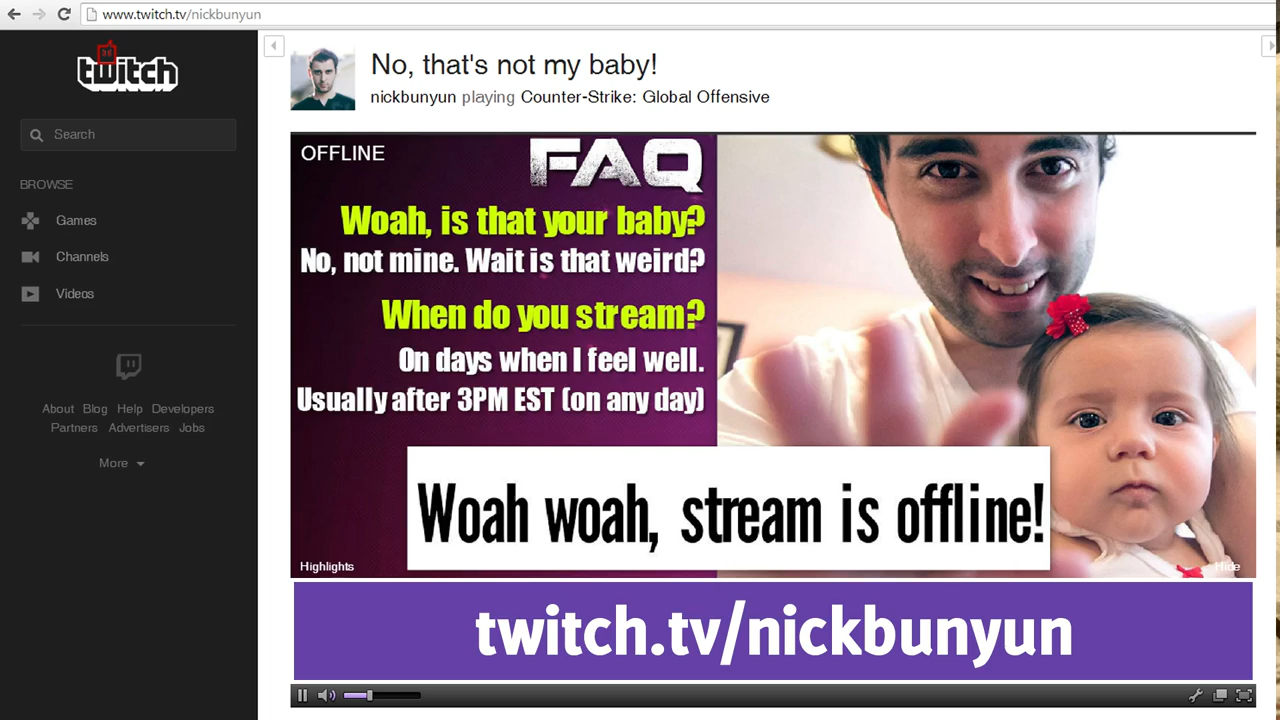 www.twitch.tv/nickbunyun
twitch
Search
BROWSE
Games
Channels
Videos
About Blog Help Developers
Partners Advertisers Jobs
More
No, that's not my baby!
nickbunyun playing Counter-Strike: Global Offensive
OFFLINE
FAQ
Woah, is that your baby?
No, not mine. Wait is that weird?
When do you stream?
On days when I feel well.
Usually after 3PM EST (on any day)
Woah woah, stream is offline!
Highlights
Hide
twitch.tv/nickbunyun